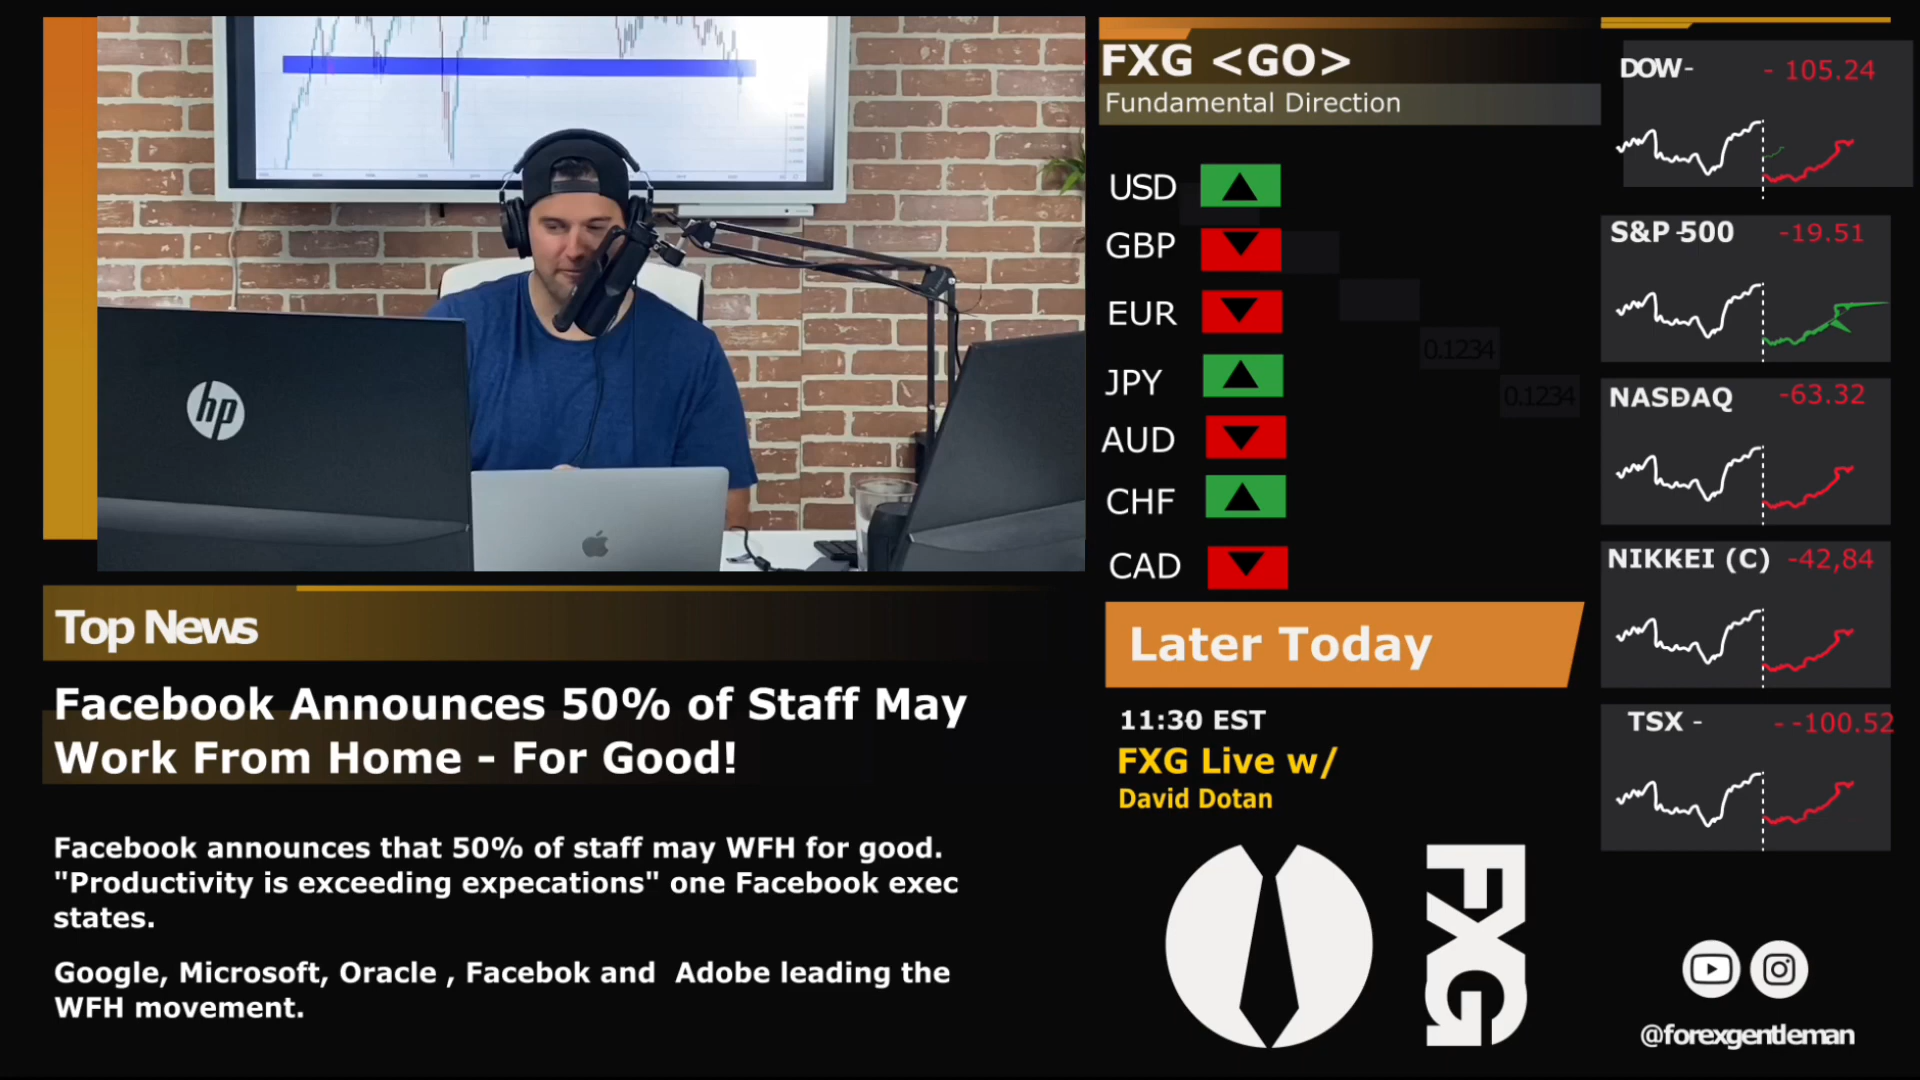 hp
Top News
Facebook Announces 50% of Staff May
Work From Home - For Good!
Facebook announces that 50% of staff may WFH for good.
"Productivity is exceeding expecations" one Facebook exec
states.
Google, Microsoft, Oracle , Facebok and Adobe leading the
WFH movement.
FXG <GO>
Fundamental Direction
USD
GBP
EUR
JPY
AUD
CHF
CAD
0.1234
0.1234
Later Today
11:30 EST
FXG Live w/
David Dotan
FXG
DOW - - 105.24
S&P 500 -19.51
NASDAQ -63.32
NIKKEI (C) -42,84
TSX - - -100.52
@forexgentleman